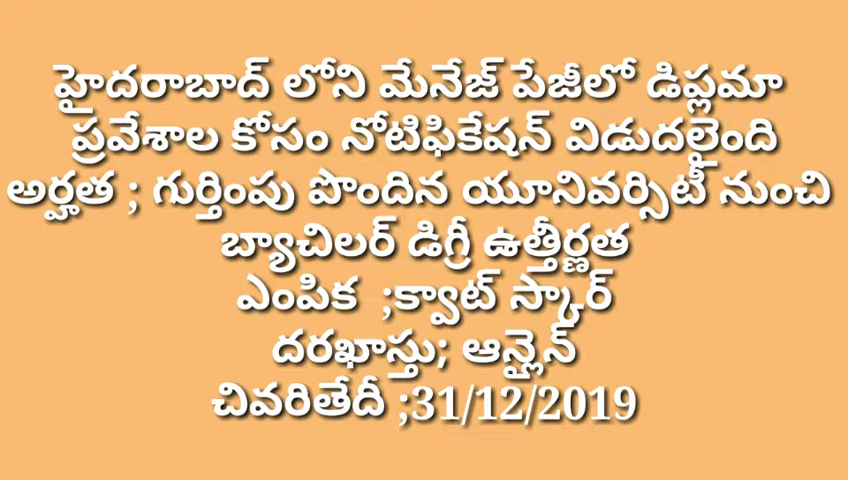 హైదరాబాద్ లోని మేనేజ్ పేజీలో డిప్లమా
ప్రవేశాల కోసం నోటిఫికేషన్ విడుదలైంది
అర్హత ; గుర్తింపు పొందిన యూనివర్సిటీ నుంచి
బ్యాచిలర్ డిగ్రీ ఉత్తీర్ణత
ఎంపిక ;క్వాట్ స్కార్
దరఖాస్తు; ఆన్లైన్
చివరితేదీ ;31/12/2019